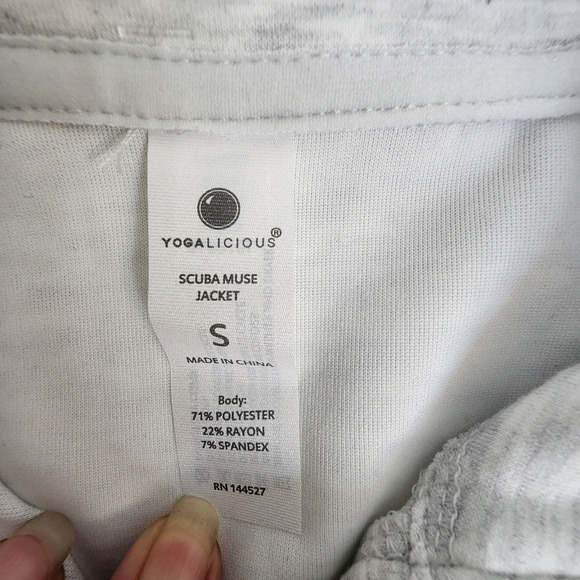 YOGALICIOUS®
SCUBA MUSE
JACKET
S
MADE IN CHINA
Body:
71% POLYESTER
22% RAYON
7% SPANDEX
RN 144527